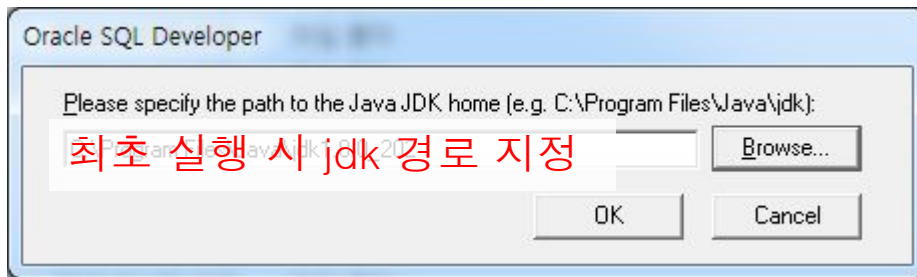 Oracle SQL Developer
Please specify the path to the Java JDK home (e.g. C:\Program Files\Java\jdk):
최초 실행 시 jdk 경로 지정
Browse...
OK
Cancel